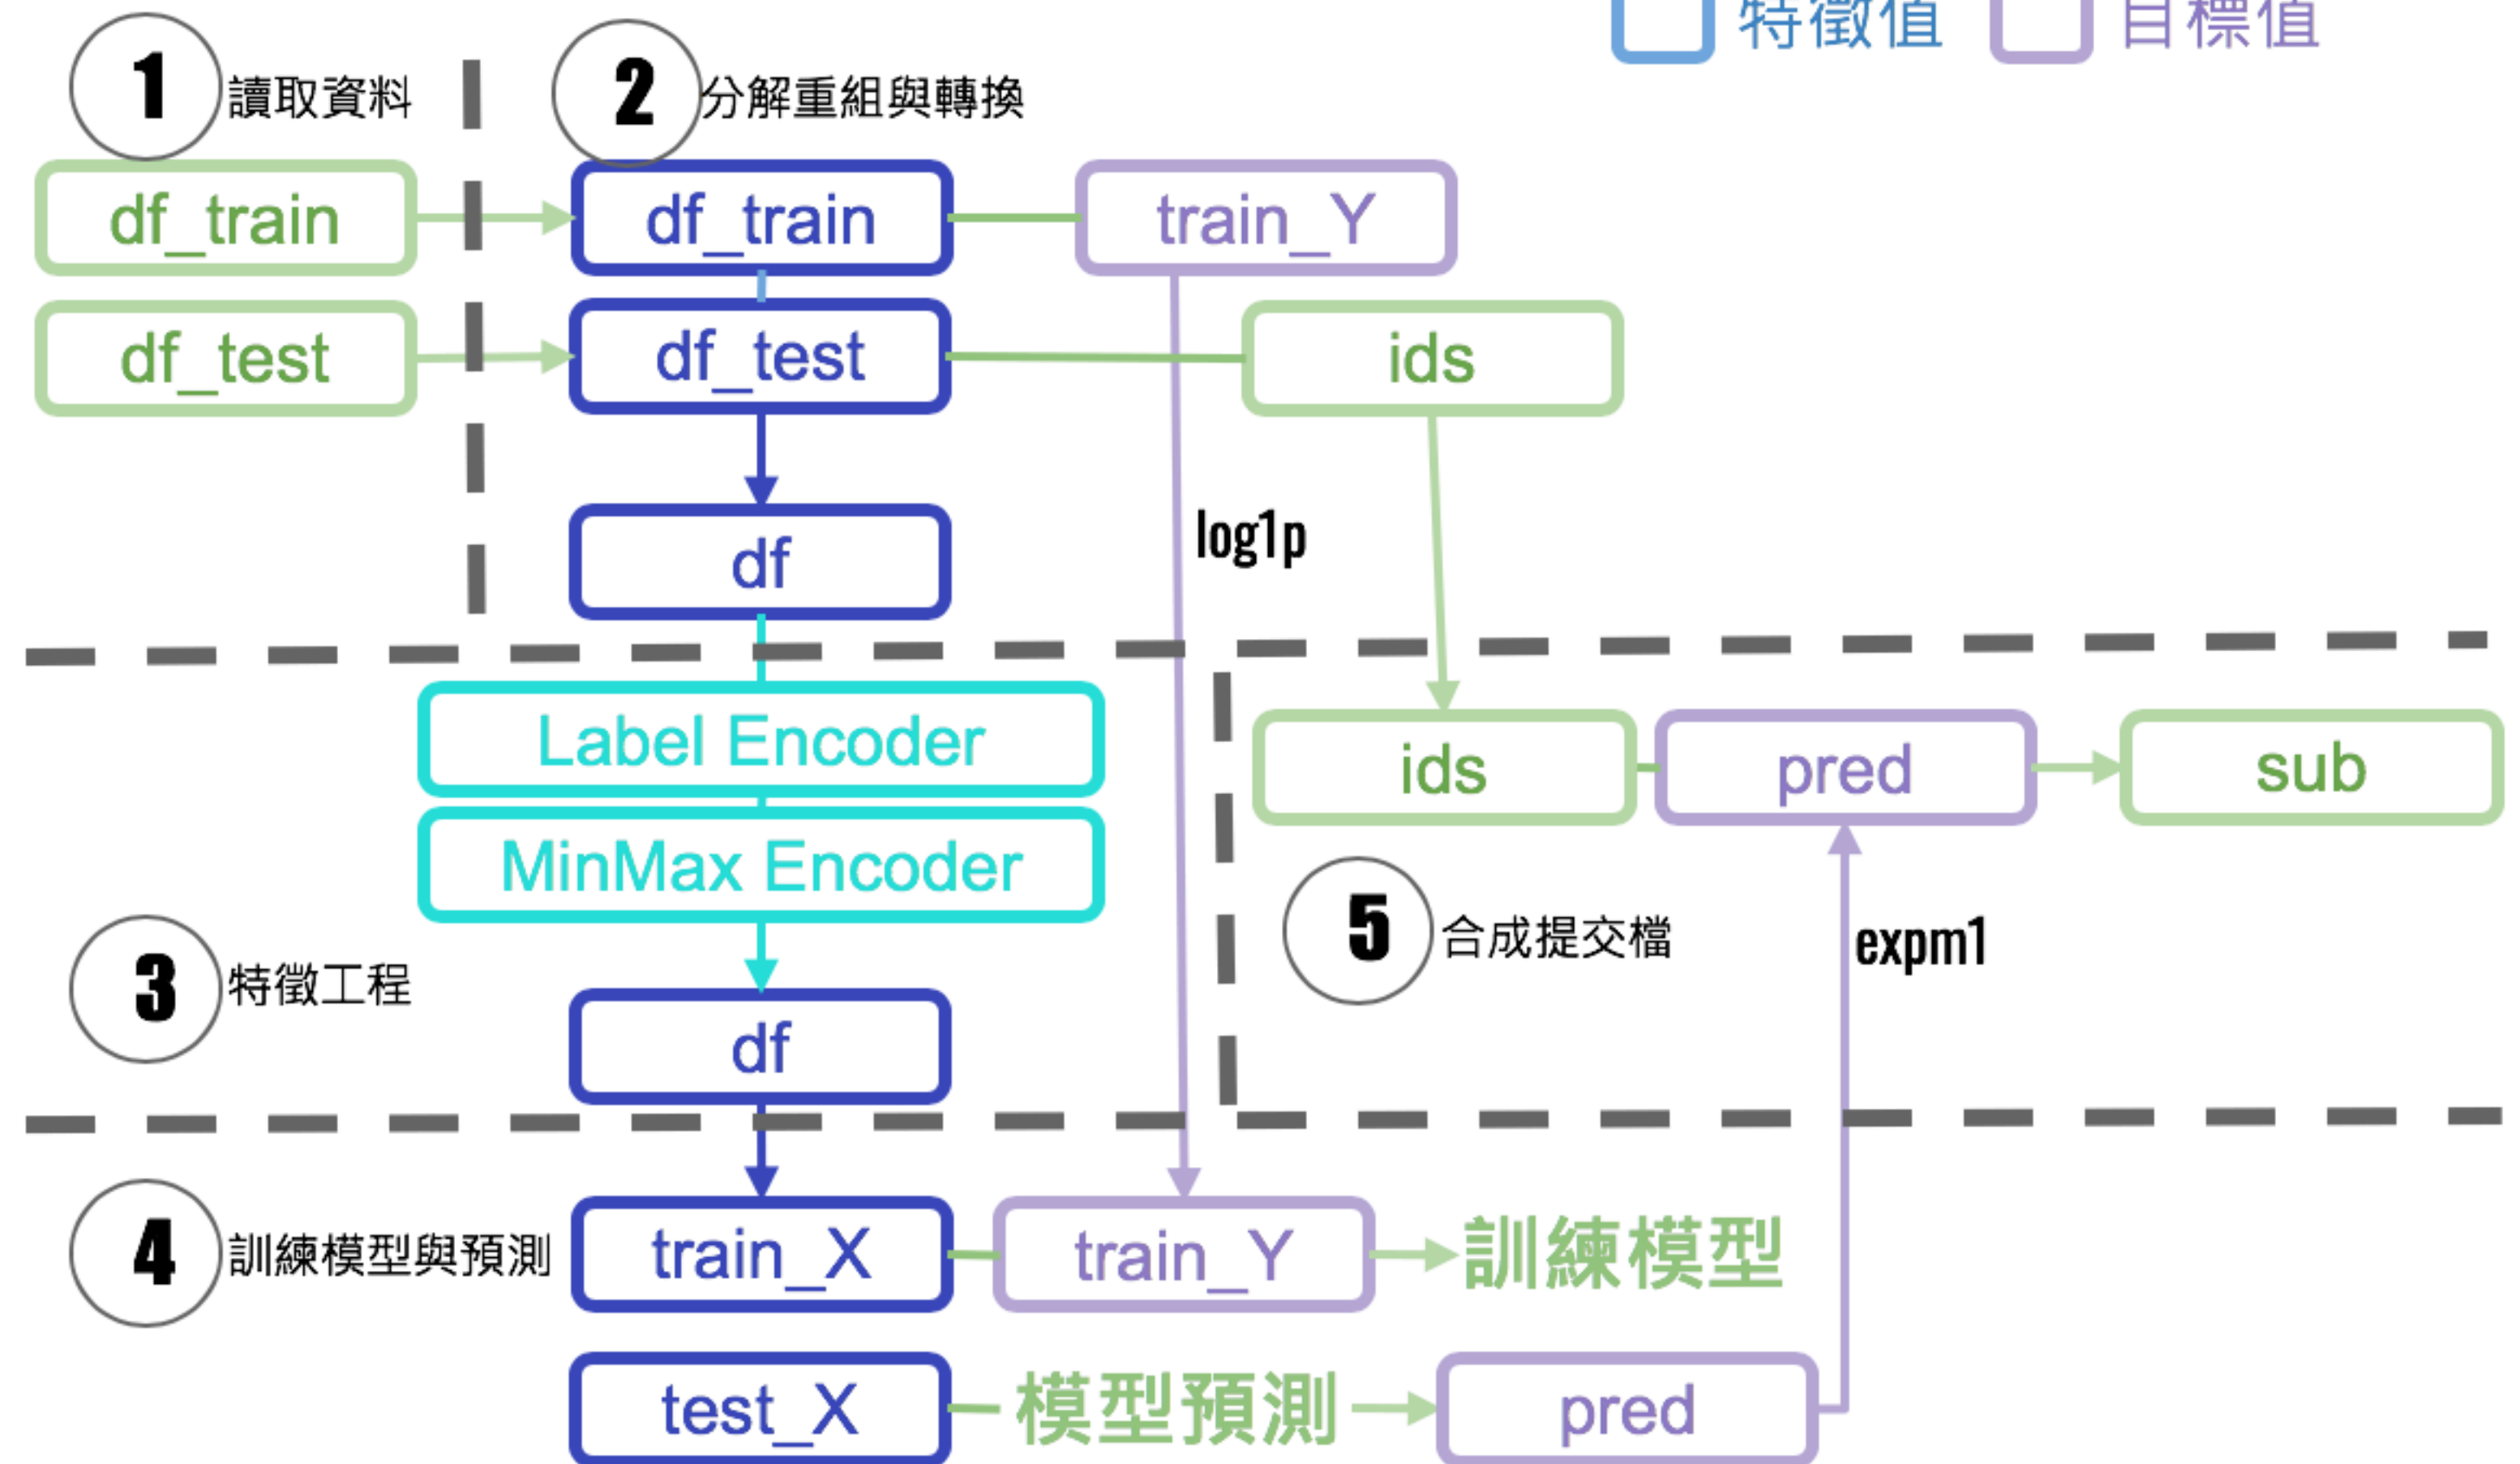 特徵值
目標值
1 讀取資料
2 分解重組與轉換
df_train
df_train
train_Y
df_test
df_test
ids
df
log1p
Label Encoder
MinMax Encoder
ids
pred
sub
3 特徵工程
5 合成提交檔
expm1
df
4 訓練模型與預測
train_X
train_Y
訓練模型
test_X
模型預測
pred